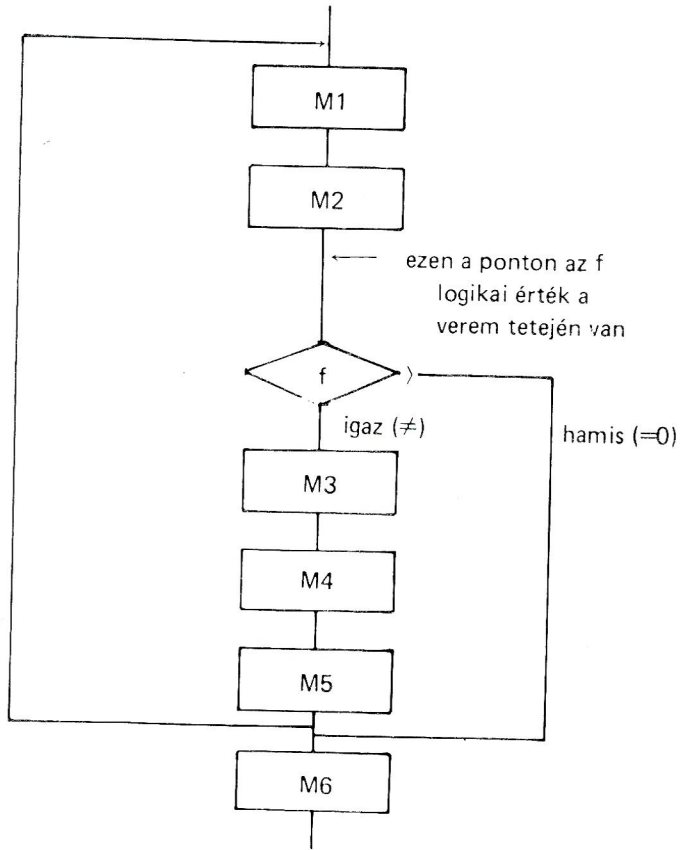 M1
M2
ezen a ponton az f
logikai érték a
verem tetején van
f
igaz (≠)
hamis (=0)
M3
M4
M5
M6